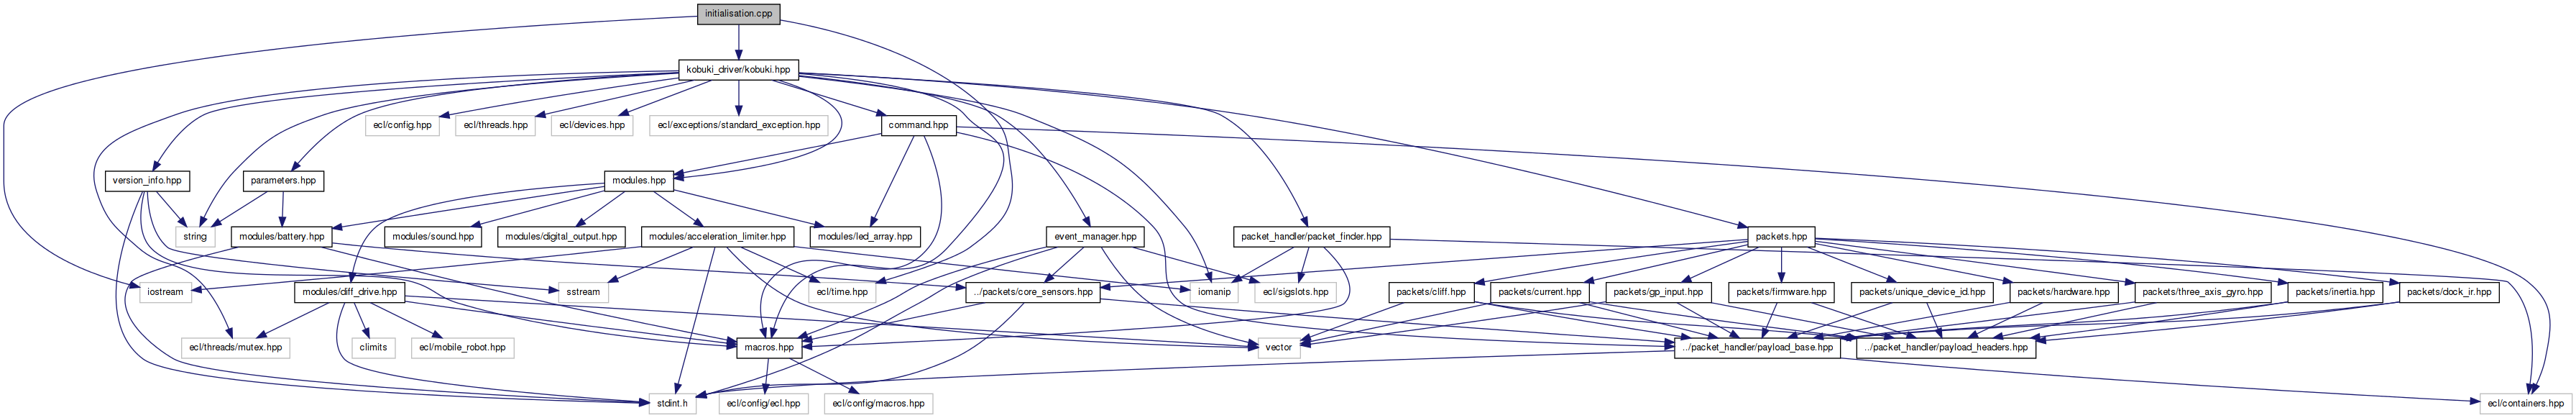 initialisation.cpp
kobuki_driver/kobuki.hpp
ecl/config.hpp
ecl/threads.hpp
ecl/devices.hpp
ecl/exceptions/standard_exception.hpp
command.hpp
version_info.hpp
parameters.hpp
modules.hpp
string
modules/battery.hpp
modules/sound.hpp
modules/digital_output.hpp
modules/acceleration_limiter.hpp
modules/led_array.hpp
event_manager.hpp
packet_handler/packet_finder.hpp
packets.hpp
iostream
modules/diff_drive.hpp
sstream
ecl/time.hpp
../packets/core_sensors.hpp
iomanip
ecl/sigslots.hpp
packets/cliff.hpp
packets/current.hpp
packets/gp_input.hpp
packets/firmware.hpp
packets/unique_device_id.hpp
packets/hardware.hpp
packets/three_axis_gyro.hpp
packets/inertia.hpp
packets/dock_ir.hpp
ecl/threads/mutex.hpp
climits
ecl/mobile_robot.hpp
macros.hpp
vector
../packet_handler/payload_base.hpp
../packet_handler/payload_headers.hpp
stdint.h
ecl/config/ecl.hpp
ecl/config/macros.hpp
ecl/containers.hpp